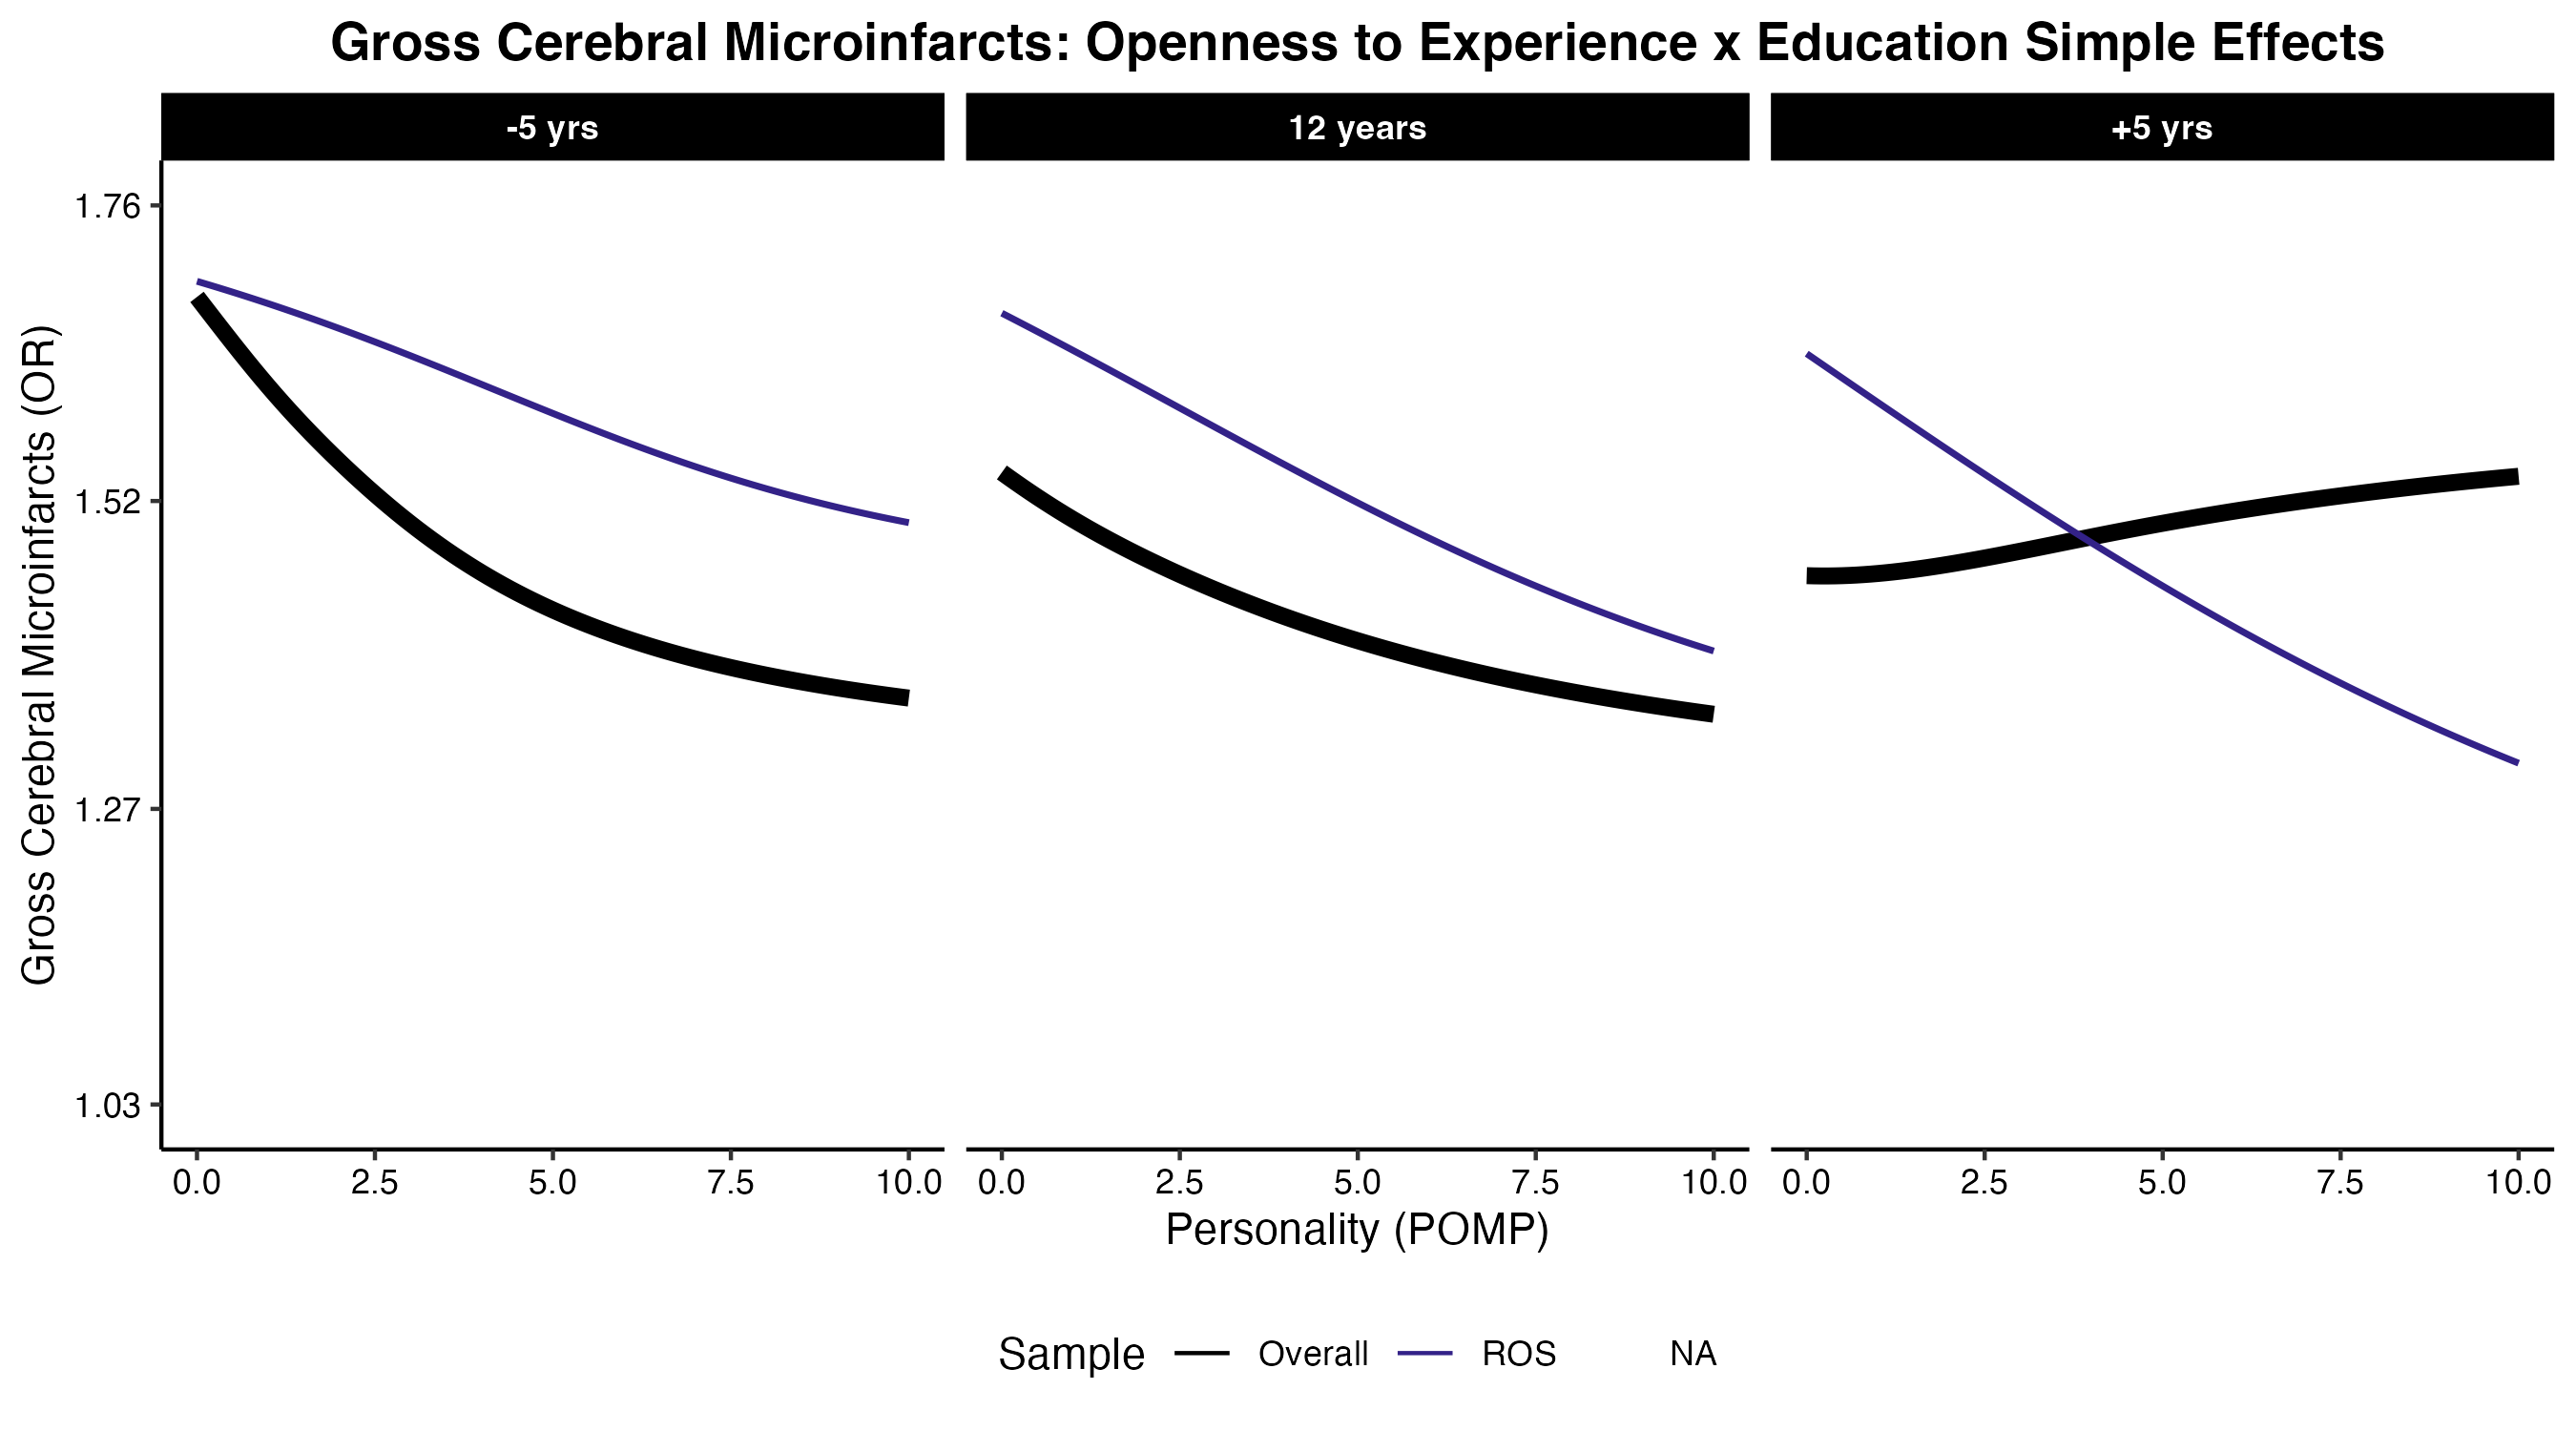 Gross Cerebral Microinfarcts: Openness to Experience x Education Simple Effects
-5 yrs
12 years
+5 yrs
Gross Cerebral Microinfarcts (OR)
1.76
1.52
1.27
1.03
0.0 2.5 5.0 7.5 10.0
0.0 2.5 5.0 7.5 10.0
0.0 2.5 5.0 7.5 10.0
Personality (POMP)
Sample Overall ROS NA